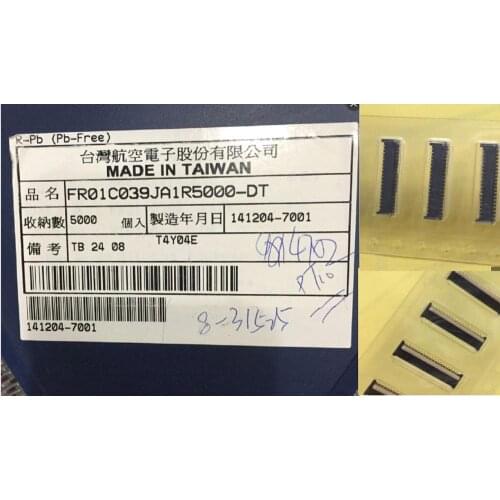 R-Pb (Pb-Free)
台灣航空電子股份有限公司
MADE IN TAIWAN
品 名 FR01C039JA1R5000-DT
收納數 5000 個入 製造年月日 141204-7001
備 考 TB 24 08 T4Y04E
141204-7001